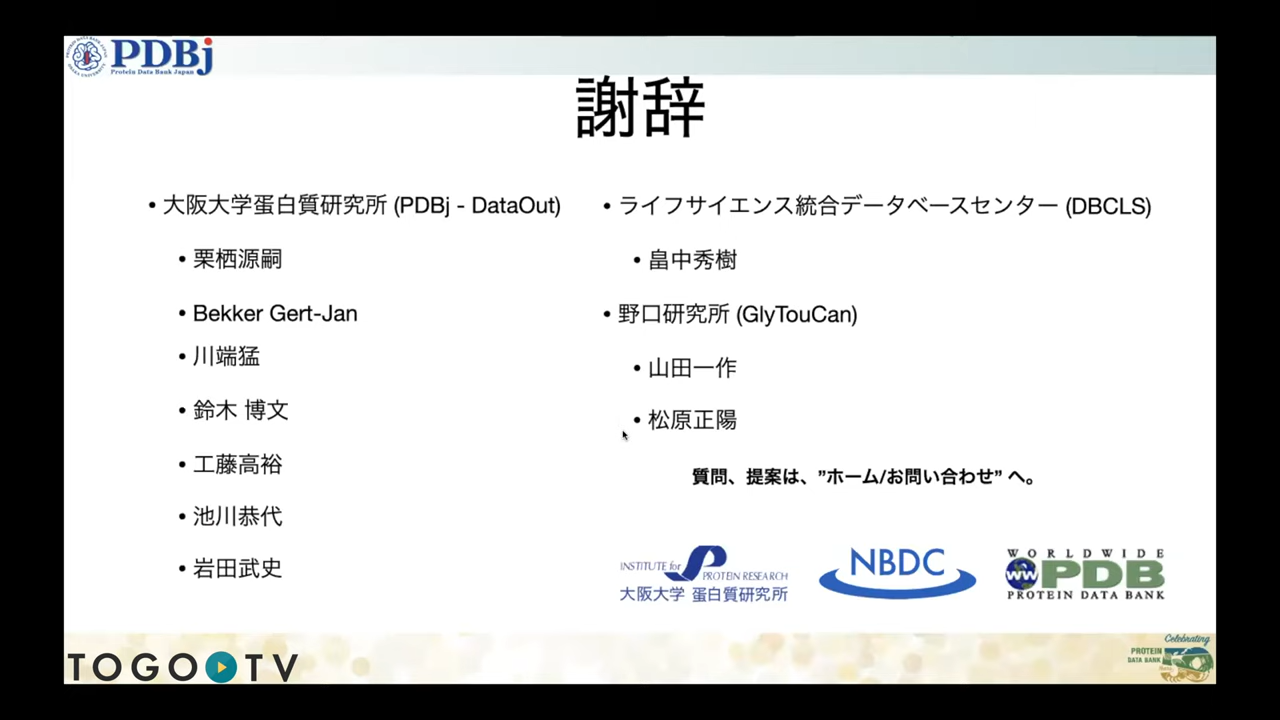 PDBj
Protein Data Bank Japan
謝辞
• 大阪大学蛋白質研究所 (PDBj - DataOut)
• 栗栖源嗣
• Bekker Gert-Jan
• 川端猛
• 鈴木 博文
• 工藤高裕
• 池川恭代
• 岩田武史
• ライフサイエンス統合データベースセンター (DBCLS)
• 畠中秀樹
• 野口研究所 (GlyTouCan)
• 山田一作
• 松原正陽
質問、提案は、”ホーム/お問い合わせ” へ。
INSTITUTE for PROTEIN RESEARCH
大阪大学 蛋白質研究所
NBDC
WORLDWIDE
ww PDB
PROTEIN DATA BANK
TOGO TV
Celebrating
PROTEIN
DATA BANK